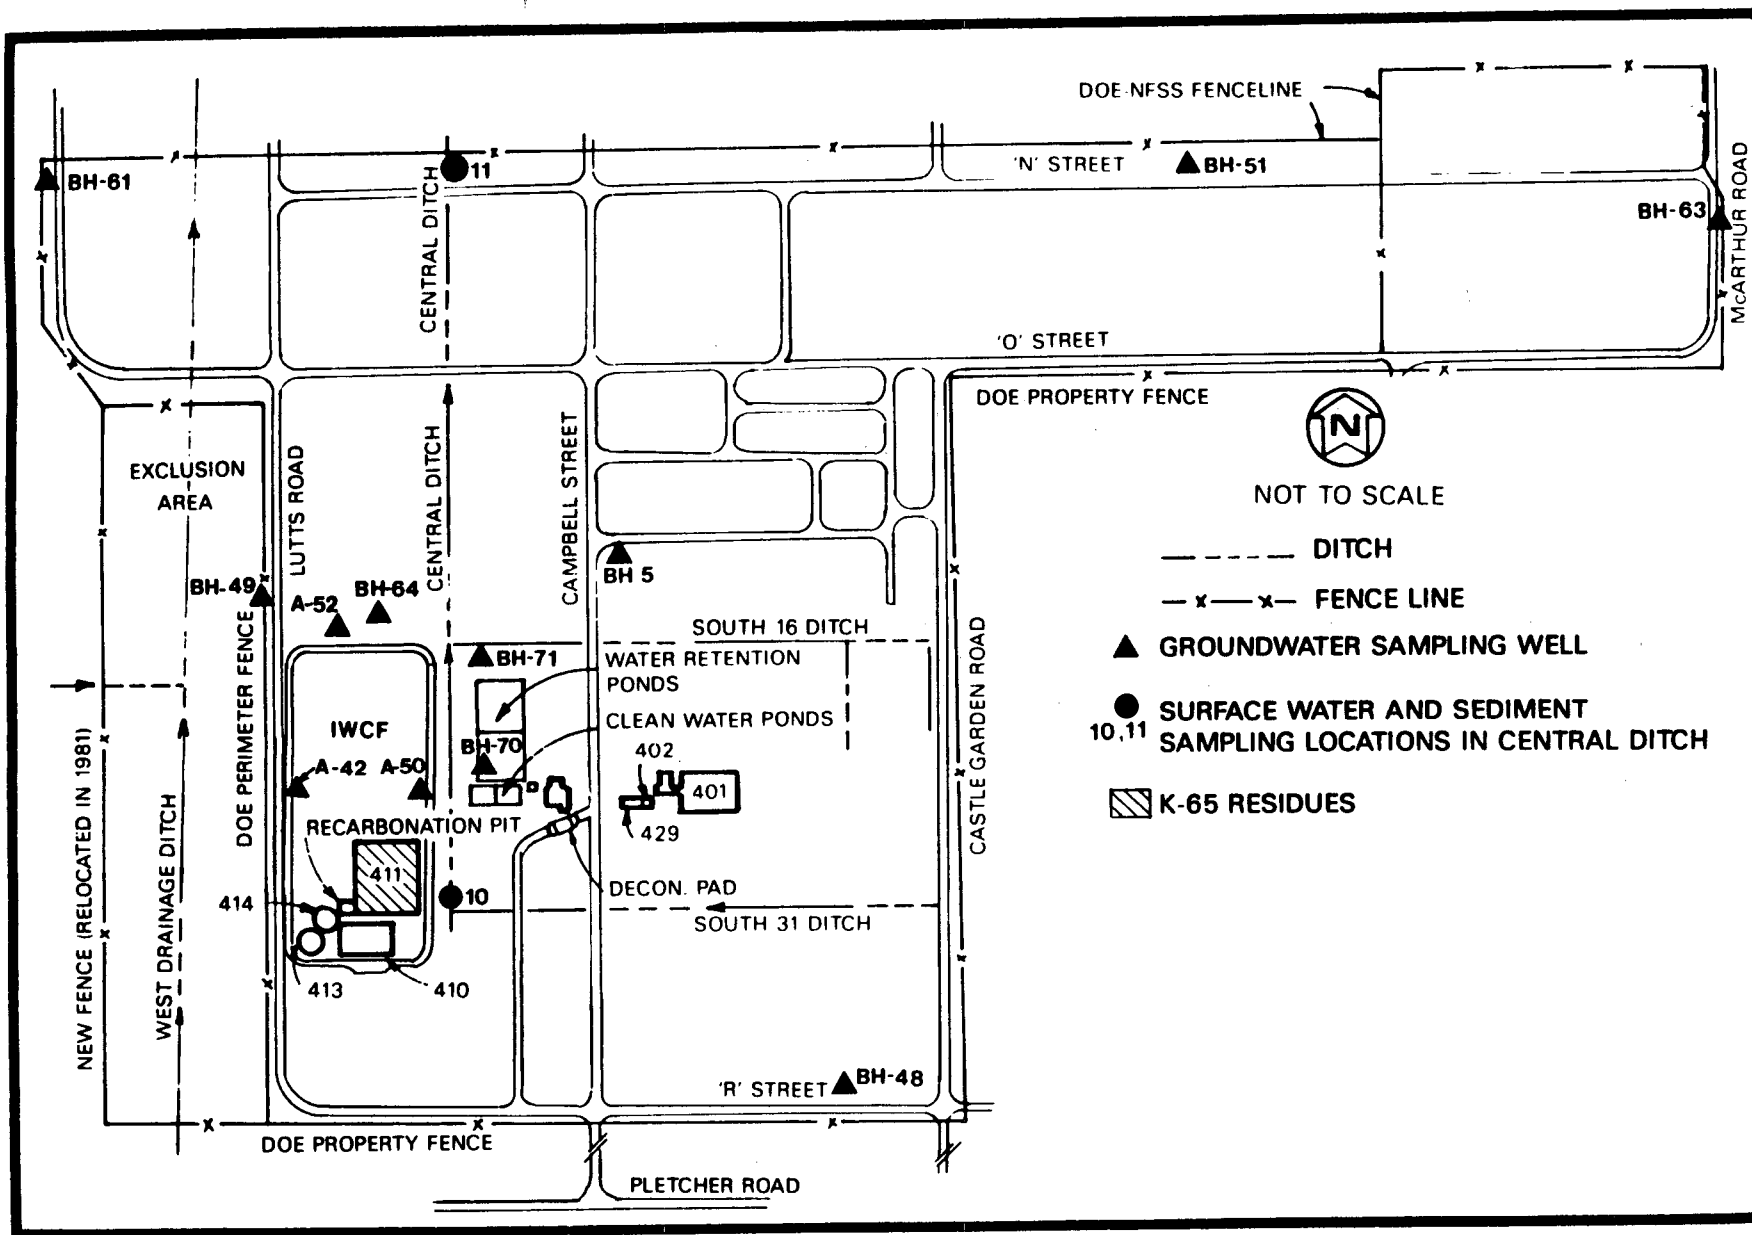 DOE-NFSS FENCELINE
'N' STREET
BH-51
11
BH-61
CENTRAL DITCH
BH-63
McARTHUR ROAD
'O' STREET
DOE PROPERTY FENCE
N
NOT TO SCALE
DITCH
FENCE LINE
GROUNDWATER SAMPLING WELL
10,11
SURFACE WATER AND SEDIMENT
SAMPLING LOCATIONS IN CENTRAL DITCH
K-65 RESIDUES
EXCLUSION
AREA
LUTTS ROAD
CENTRAL DITCH
CAMPBELL STREET
BH-49
A-52
BH-64
BH 5
SOUTH 16 DITCH
BH-71
WATER RETENTION
PONDS
CLEAN WATER PONDS
IWCF
BH-70
402
A-42
A-50
401
429
RECARBONATION PIT
411
414
10
DECON. PAD
SOUTH 31 DITCH
413
410
DOE PERIMETER FENCE
CASTLE GARDEN ROAD
NEW FENCE (RELOCATED IN 1981)
WEST DRAINAGE DITCH
'R' STREET
BH-48
DOE PROPERTY FENCE
PLETCHER ROAD